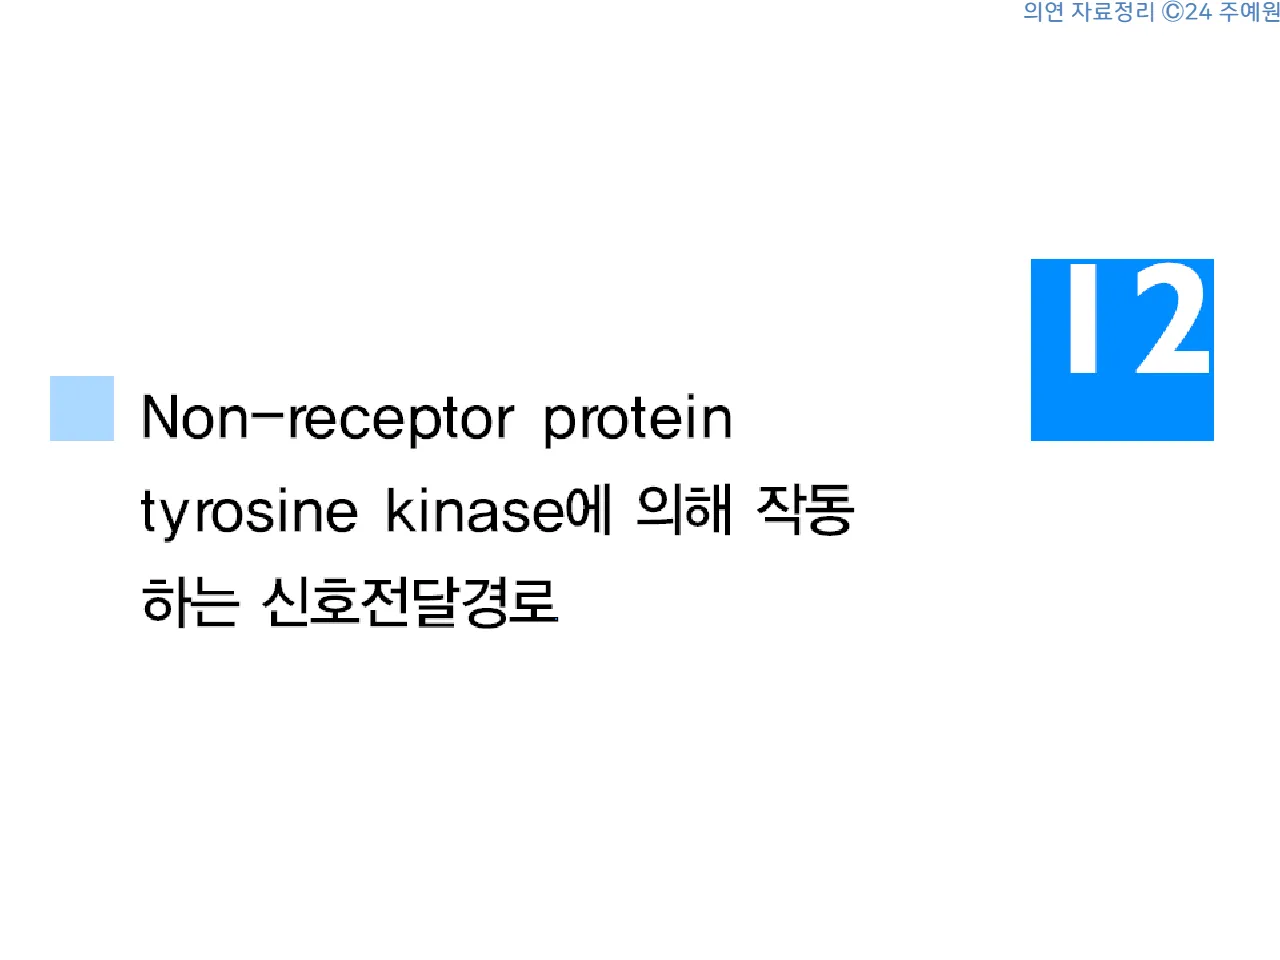 의연 자료정리 ©24 주예원
12
Non-receptor protein
tyrosine kinase에 의해 작동
하는 신호전달경로